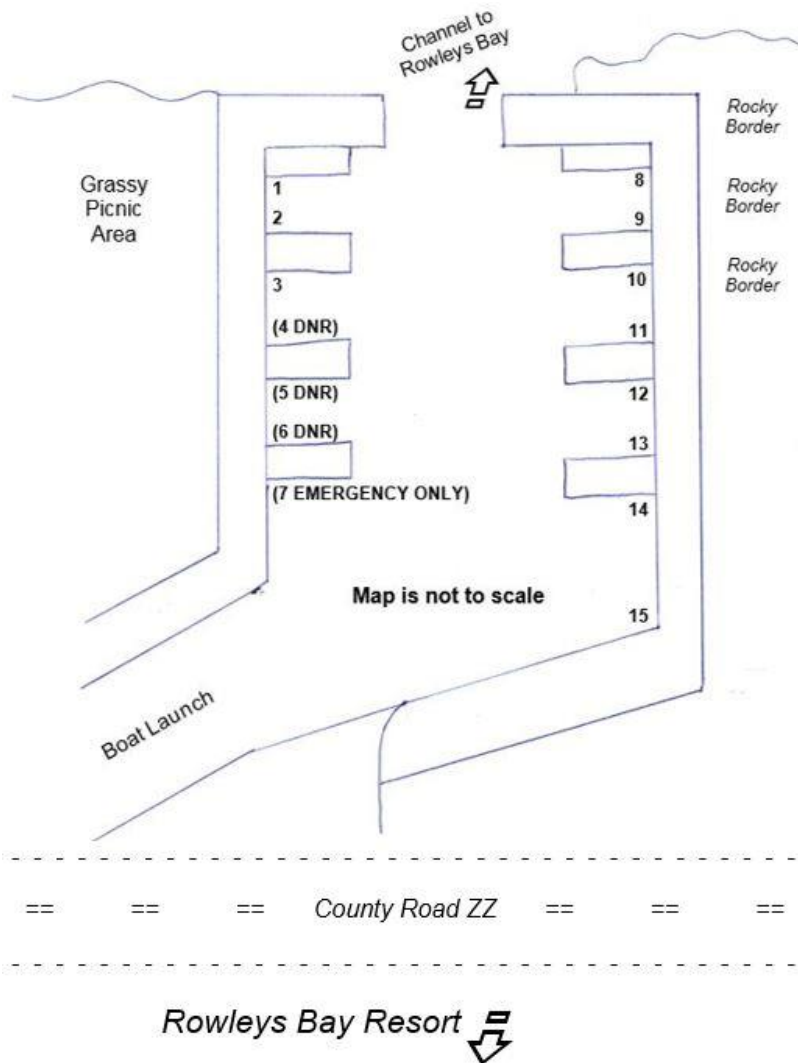 Channel to
Rowleys Bay
Rocky
Border
Grassy
Picnic
Area
Rocky
Border
Rocky
Border
1
2
3
(4 DNR)
(5 DNR)
(6 DNR)
(7 EMERGENCY ONLY)
8
9
10
11
12
13
14
15
Map is not to scale
Boat Launch
== == == County Road ZZ == == ==
Rowleys Bay Resort